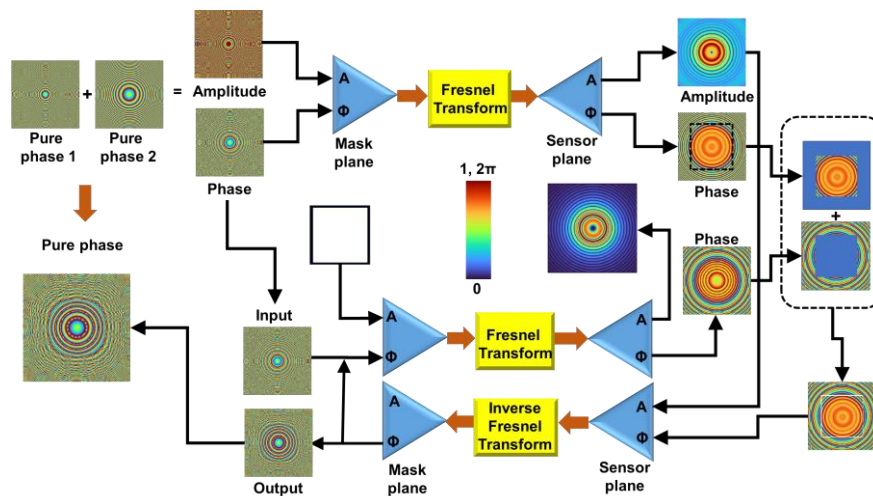 +
=
Pure
phase 1
Pure
phase 2
Amplitude
Phase
A
Φ
Mask
plane
Fresnel
Transform
A
Φ
Sensor
plane
Amplitude
Phase
+
Pure phase
1, 2π
0
Phase
Input
A
Φ
Fresnel
Transform
A
Φ
Output
A
Φ
Mask
plane
Inverse
Fresnel
Transform
A
Φ
Sensor
plane